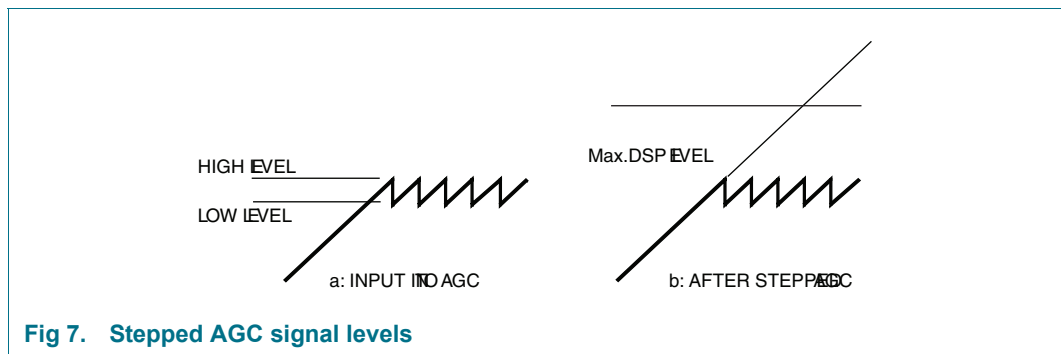 HIGH LEVEL
LOW LEVEL
a: INPUT INTO AGC
Max.DSP LEVEL
b: AFTER STEPPED AGC
Fig 7. Stepped AGC signal levels